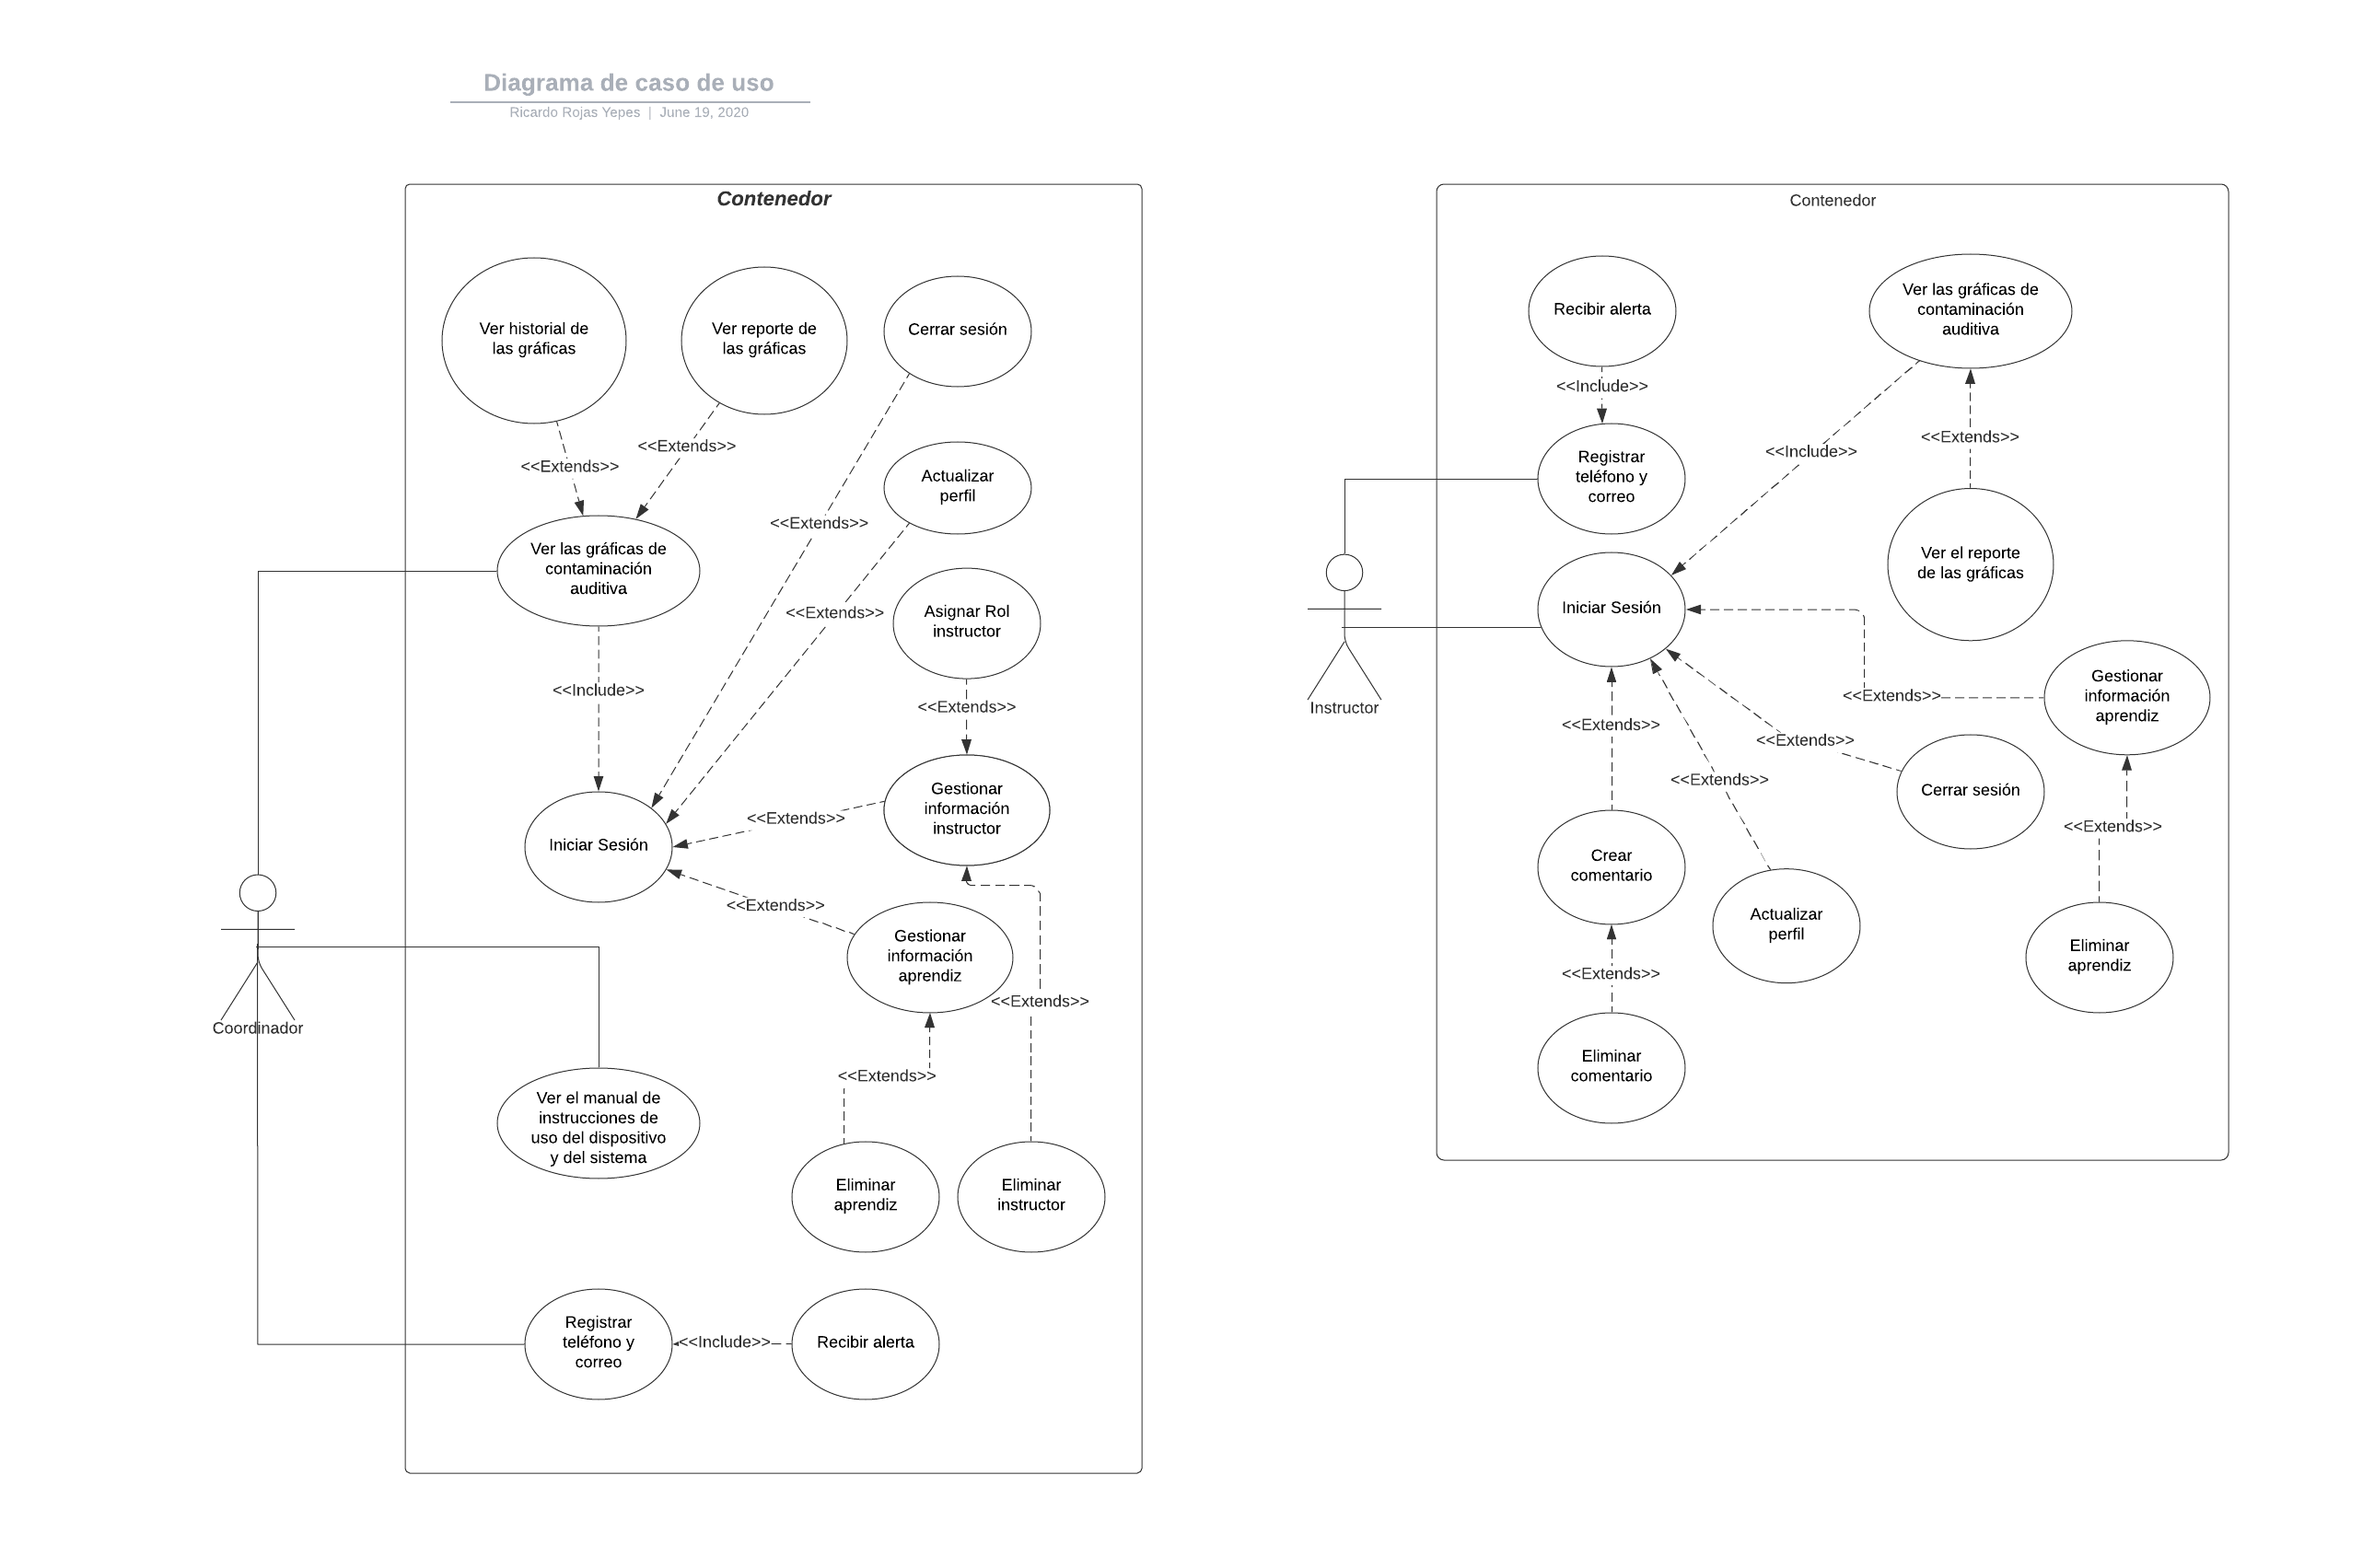 Diagrama de caso de uso
Ricardo Rojas Yepes | June 19, 2020
Contenedor
Ver historial de
las gráficas
Ver reporte de
las gráficas
Cerrar sesión
<<Extends>>
<<Extends>>
Actualizar
perfil
<<Extends>>
Ver las gráficas de
contaminación
auditiva
<<Extends>>
Asignar Rol
instructor
<<Include>>
<<Extends>>
Gestionar
información
instructor
<<Extends>>
Iniciar Sesión
<<Extends>>
Gestionar
información
aprendiz
<<Extends>>
Coordinador
<<Extends>>
Ver el manual de
instrucciones de
uso del dispositivo
y del sistema
Eliminar
aprendiz
Eliminar
instructor
Registrar
teléfono y
correo
<<Include>>
Recibir alerta
Contenedor
Recibir alerta
Ver las gráficas de
contaminación
auditiva
<<Include>>
<<Extends>>
<<Include>>
Registrar
teléfono y
correo
Ver el reporte
de las gráficas
Iniciar Sesión
Instructor
<<Extends>>
Gestionar
información
aprendiz
<<Extends>>
<<Extends>>
<<Extends>>
Cerrar sesión
<<Extends>>
Crear
comentario
Actualizar
perfil
Eliminar
aprendiz
<<Extends>>
Eliminar
comentario